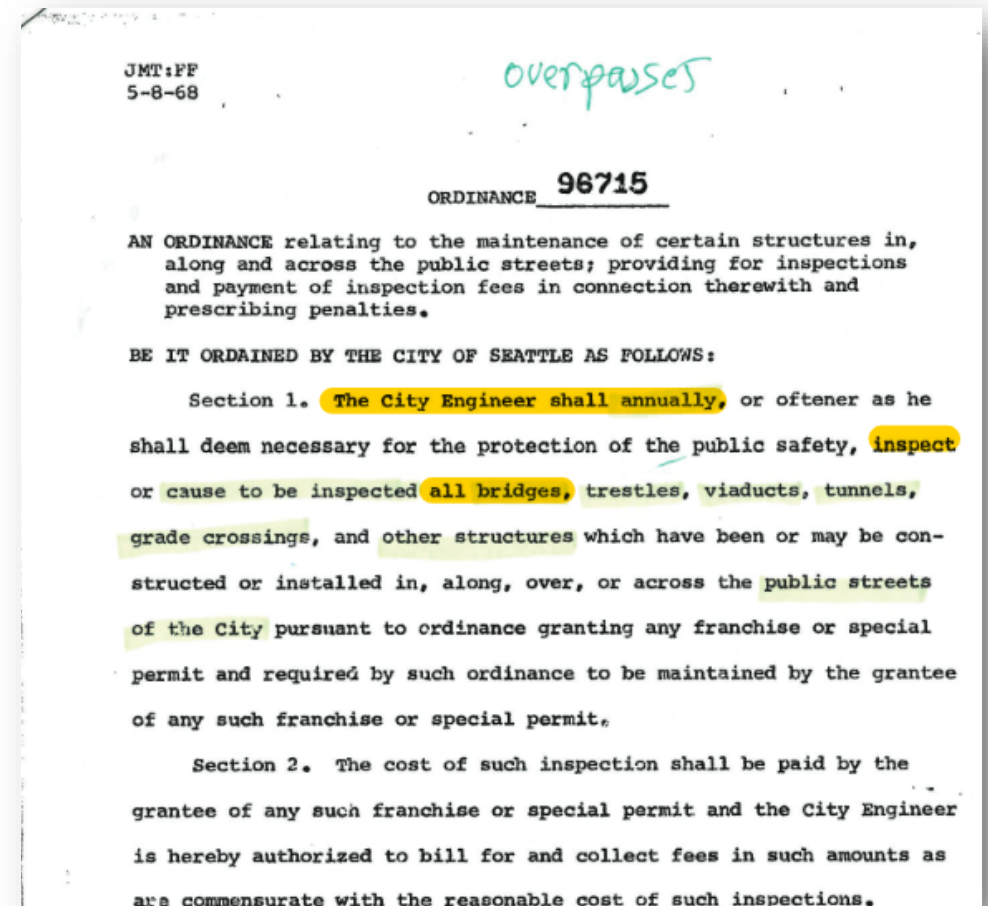 JMT:FF
overpasses
5-8-68
ORDINANCE 96715
AN ORDINANCE relating to the maintenance of certain structures in,
along and across the public streets; providing for inspections
and payment of inspection fees in connection therewith and
prescribing penalties.
BE IT ORDAINED BY THE CITY OF SEATTLE AS FOLLOWS:
Section 1. The City Engineer shall annually, or oftener as he
shall deem necessary for the protection of the public safety, inspect
or cause to be inspected all bridges, trestles, viaducts, tunnels,
grade crossings, and other structures which have been or may be con-
structed or installed in, along, over, or across the public streets
of the City pursuant to ordinance granting any franchise or special
permit and required by such ordinance to be maintained by the grantee
of any such franchise or special permit.
Section 2. The cost of such inspection shall be paid by the
grantee of any such franchise or special permit and the City Engineer
is hereby authorized to bill for and collect fees in such amounts as
are commensurate with the reasonable cost of such inspections.